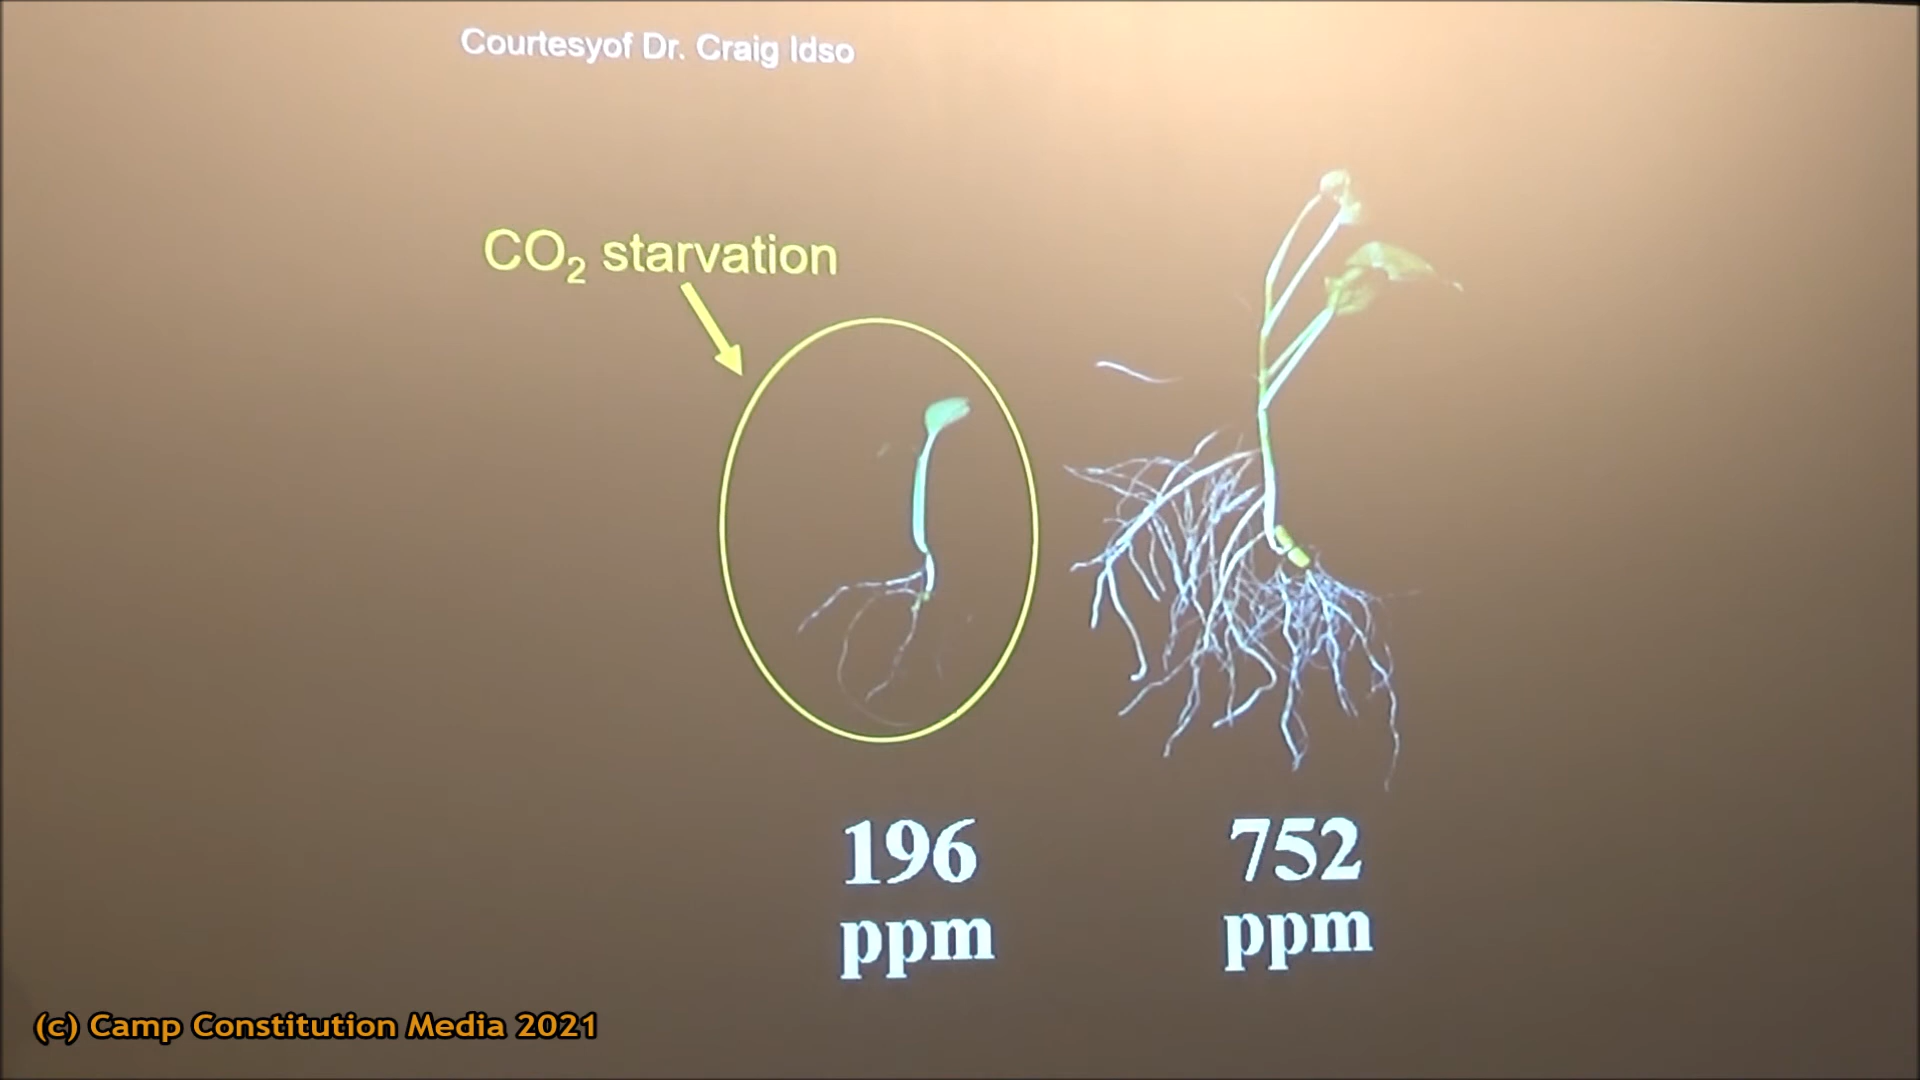 Courtesyof Dr. Craig Idso
CO₂ starvation
196
ppm
752
ppm
(c) Camp Constitution Media 2021